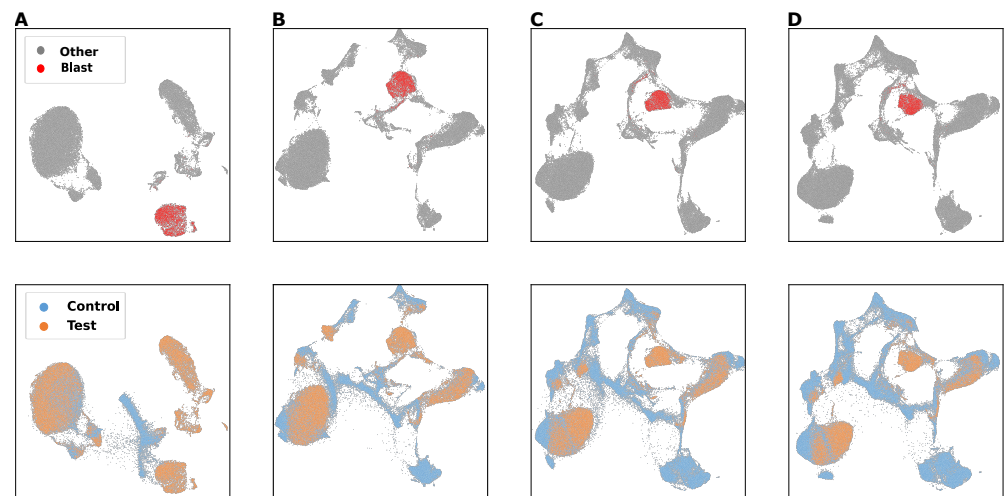 A
B
C
D
Other
Blast
Control
Test